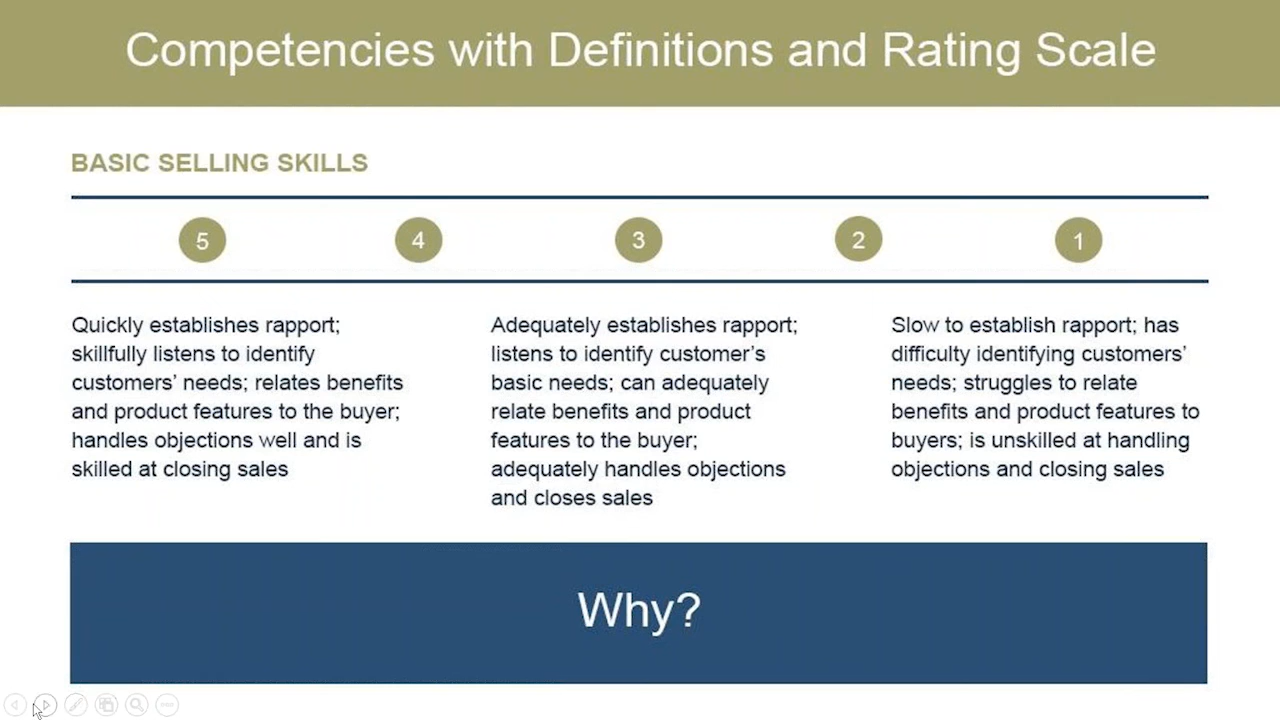 Competencies with Definitions and Rating Scale
BASIC SELLING SKILLS
5 4 3 2 1
Quickly establishes rapport;
skillfully listens to identify
customers' needs; relates benefits
and product features to the buyer;
handles objections well and is
skilled at closing sales
Adequately establishes rapport;
listens to identify customer's
basic needs; can adequately
relate benefits and product
features to the buyer;
adequately handles objections
and closes sales
Slow to establish rapport; has
difficulty identifying customers'
needs; struggles to relate
benefits and product features to
buyers; is unskilled at handling
objections and closing sales
Why?